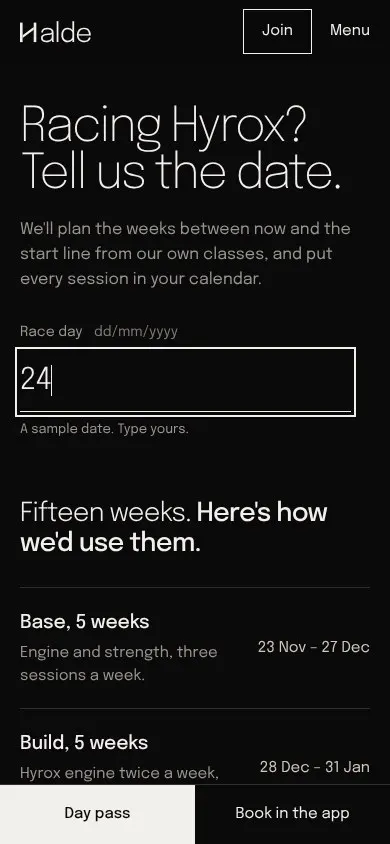 Halde
Join
Menu
Racing Hyrox?
Tell us the date.
We'll plan the weeks between now and the
start line from our own classes, and put
every session in your calendar.
Race day dd/mm/yyyy
24
A sample date. Type yours.
Fifteen weeks. Here's how
we'd use them.
Base, 5 weeks
Engine and strength, three
sessions a week.
23 Nov – 27 Dec
Build, 5 weeks
Hyrox engine twice a week,
28 Dec – 31 Jan
Day pass
Book in the app